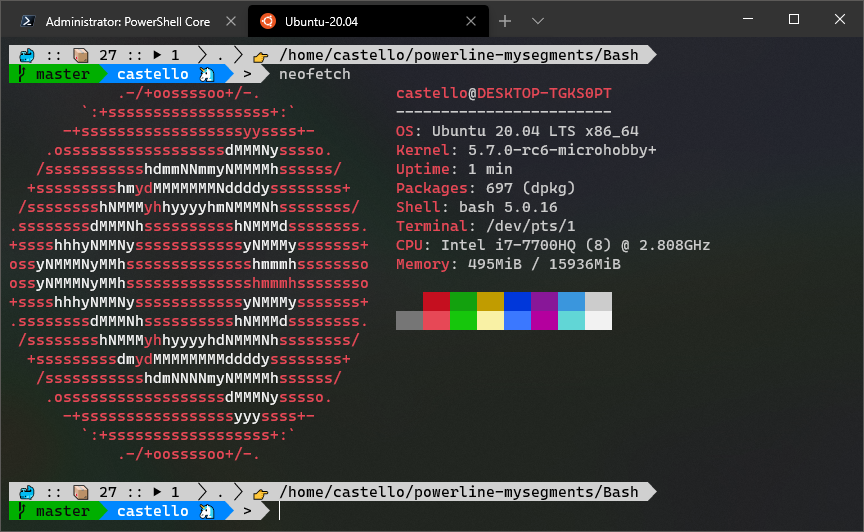 Administrator: PowerShell Core
Ubuntu-20.04
:: 27 :: 1 . /home/castello/powerline-mysegments/Bash
master castello > neofetch
.-/+oossssoo+/-. castello@DESKTOP-TGKS0PT
`:+ssssssssssssssssss+:` ------------------------
-+ssssssssssssssssssyyssss+- OS: Ubuntu 20.04 LTS x86_64
.ossssssssssssssssssdMMMNysssso. Kernel: 5.7.0-rc6-microhobby+
/ssssssssssshdmmNNmmyNMMMMhssssss/ Uptime: 1 min
+ssssssssshmydMMMMMMMNddddyssssssss+ Packages: 697 (dpkg)
/sssssssshNMMMyhhyyyyhmNMMMNhssssssss/ Shell: bash 5.0.16
.ssssssssdMMMNhsssssssssshNMMMdssssssss. Terminal: /dev/pts/1
+sssshhhyNMMNyssssssssssssyNMMMysssssss+ CPU: Intel i7-7700HQ (8) @ 2.808GHz
ossyNMMMNyMMhsssssssssssssshmmmhssssssso Memory: 495MiB / 15936MiB
ossyNMMMNyMMhsssssssssssssshmmmhssssssso
+sssshhhyNMMNyssssssssssssyNMMMysssssss+
.ssssssssdMMMNhsssssssssshNMMMdssssssss.
/sssssssshNMMMyhhyyyyhdNMMMNhssssssss/
+sssssssssdmydMMMMMMMMddddyssssssss+
/ssssssssssshdmNNNNmyNMMMMhssssss/
.ossssssssssssssssssdMMMNysssso.
-+sssssssssssssssssyyyssss+-
`:+ssssssssssssssssss+:`
.-/+oossssoo+/-.
:: 27 :: 1 . /home/castello/powerline-mysegments/Bash
master castello >